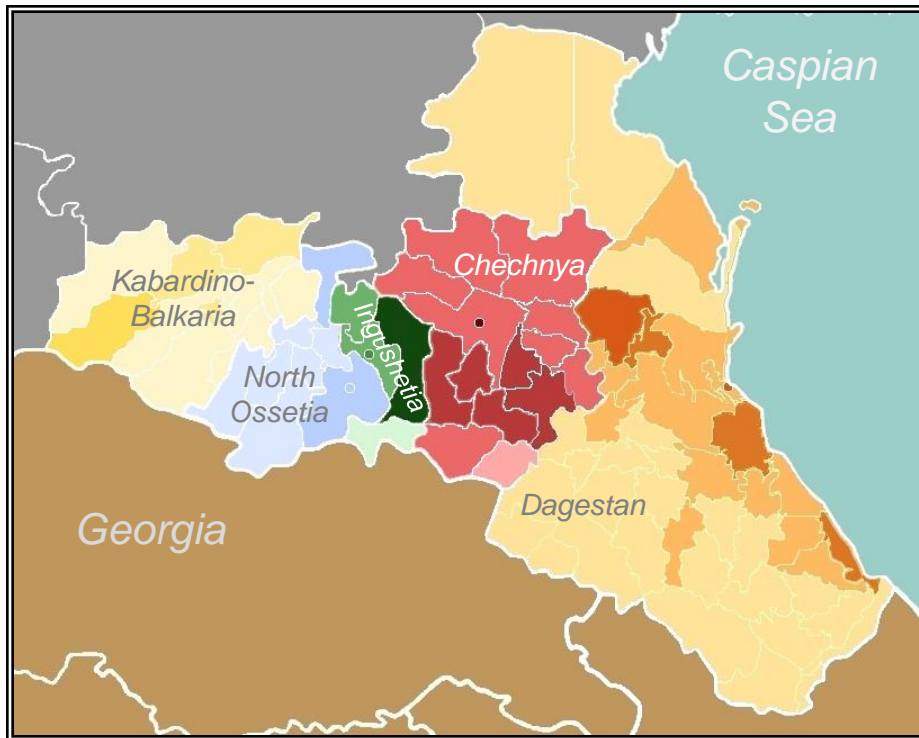 Caspian
Sea
Chechnya
Kabardino-
Balkaria
Ingushetia
North
Ossetia
Dagestan
Georgia